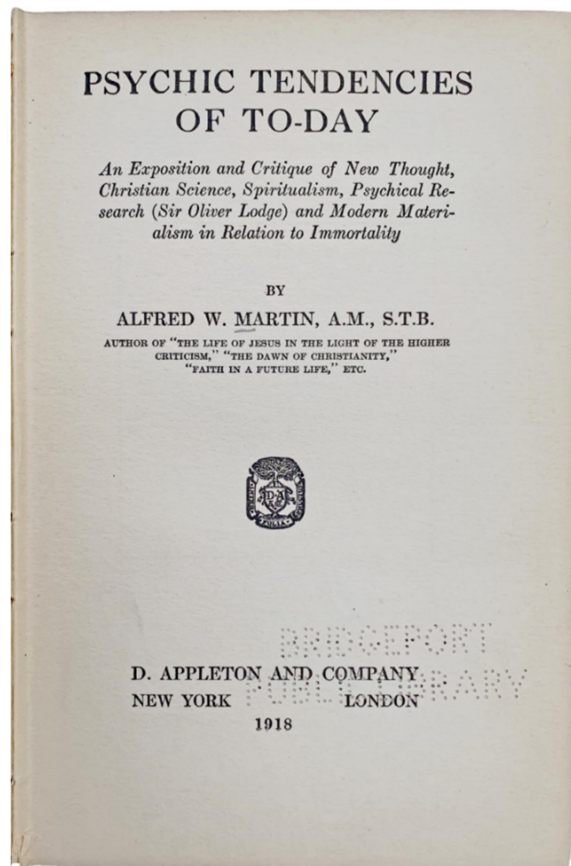 PSYCHIC TENDENCIES
OF TO-DAY
An Exposition and Critique of New Thought,
Christian Science, Spiritualism, Psychical Re-
search (Sir Oliver Lodge) and Modern Materi-
alism in Relation to Immortality
BY
ALFRED W. MARTIN, A.M., S.T.B.
AUTHOR OF "THE LIFE OF JESUS IN THE LIGHT OF THE HIGHER
CRITICISM," "THE DAWN OF CHRISTIANITY,"
"FAITH IN A FUTURE LIFE," ETC.
D·A
FOLIA
BRIDGEPORT
PUBLIC LIBRARY
D. APPLETON AND COMPANY
NEW YORK LONDON
1918